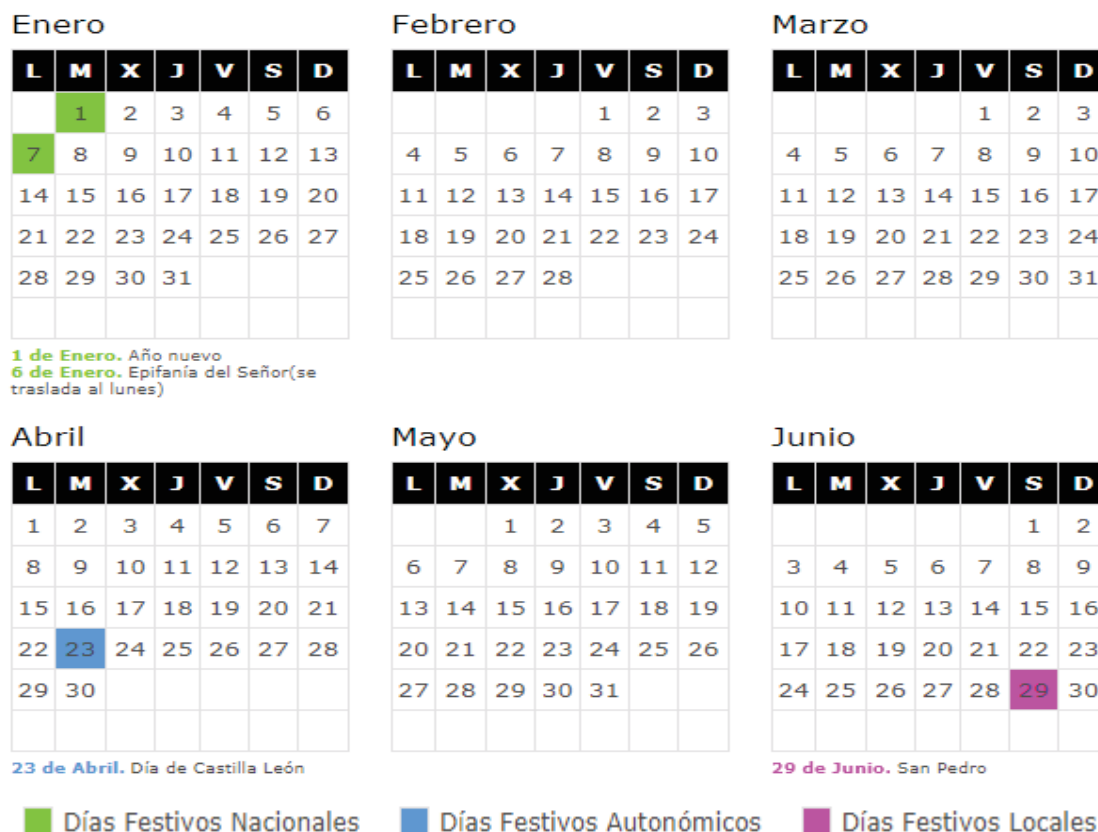 Enero Febrero Marzo
L M X J V S D L M X J V S D L M X J V S D
1 2 3 4 5 6 1 2 3 1 2 3
7 8 9 10 11 12 13 4 5 6 7 8 9 10 4 5 6 7 8 9 10
14 15 16 17 18 19 20 11 12 13 14 15 16 17 11 12 13 14 15 16 17
21 22 23 24 25 26 27 18 19 20 21 22 23 24 18 19 20 21 22 23 24
28 29 30 31 25 26 27 28 25 26 27 28 29 30 31
1 de Enero. Año nuevo
6 de Enero. Epifanía del Señor(se
traslada al lunes)
Abril Mayo Junio
L M X J V S D L M X J V S D L M X J V S D
1 2 3 4 5 6 7 1 2 3 4 5 1 2
8 9 10 11 12 13 14 6 7 8 9 10 11 12 3 4 5 6 7 8 9
15 16 17 18 19 20 21 13 14 15 16 17 18 19 10 11 12 13 14 15 16
22 23 24 25 26 27 28 20 21 22 23 24 25 26 17 18 19 20 21 22 23
29 30 27 28 29 30 31 24 25 26 27 28 29 30
23 de Abril. Día de Castilla León 29 de Junio. San Pedro
Días Festivos Nacionales Días Festivos Autonómicos Días Festivos Locales